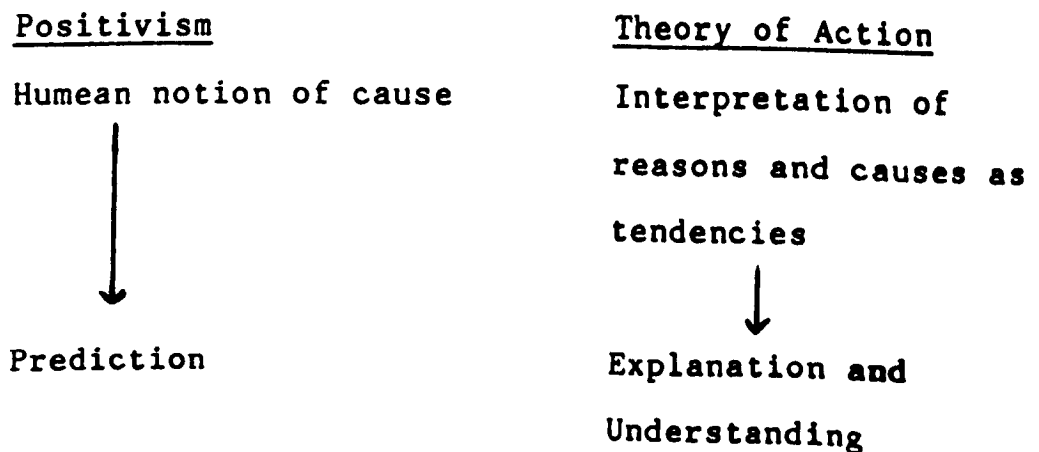 Positivism
Humean notion of cause
Prediction
Theory of Action
Interpretation of
reasons and causes as
tendencies
Explanation and
Understanding